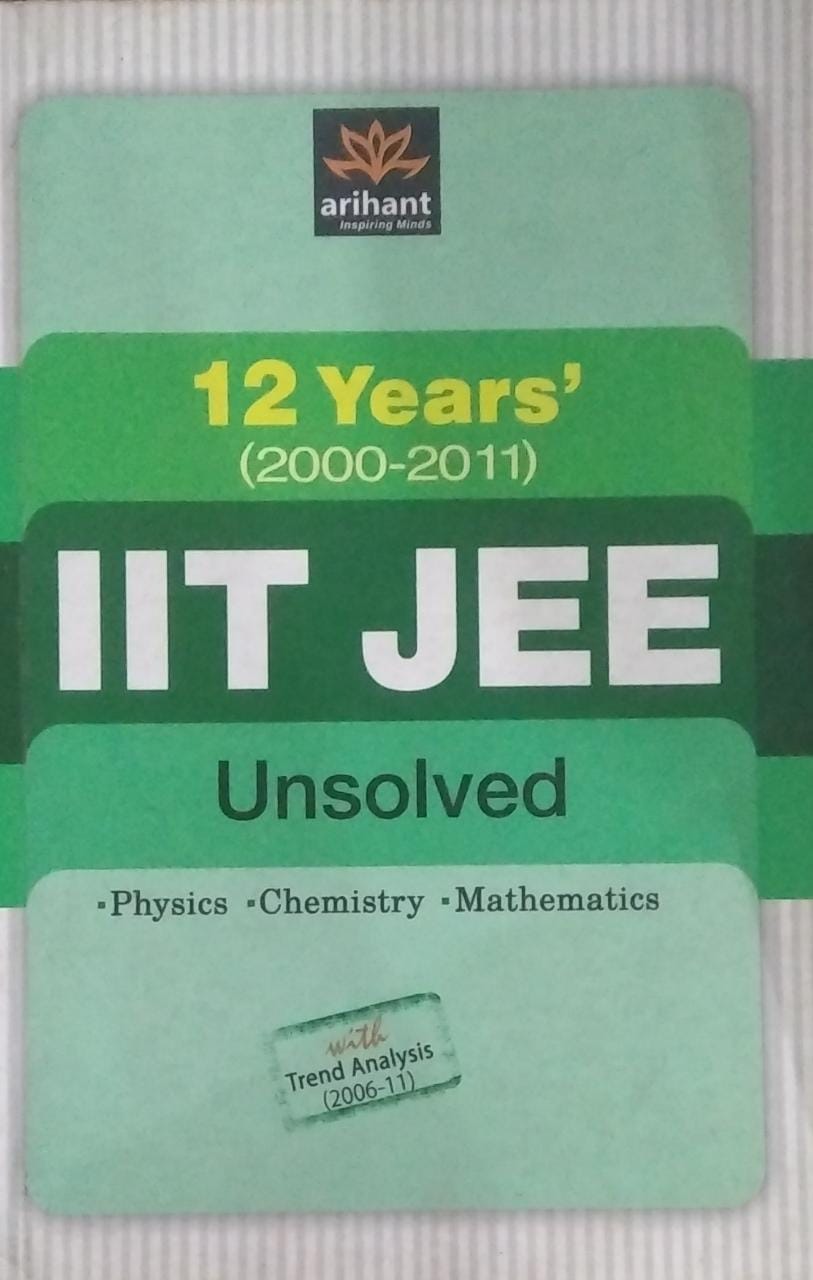 arihant
Inspiring Minds
12 Years'
(2000-2011)
IIT JEE
Unsolved
▪Physics ▪Chemistry ▪Mathematics
with
Trend Analysis
(2006-11)